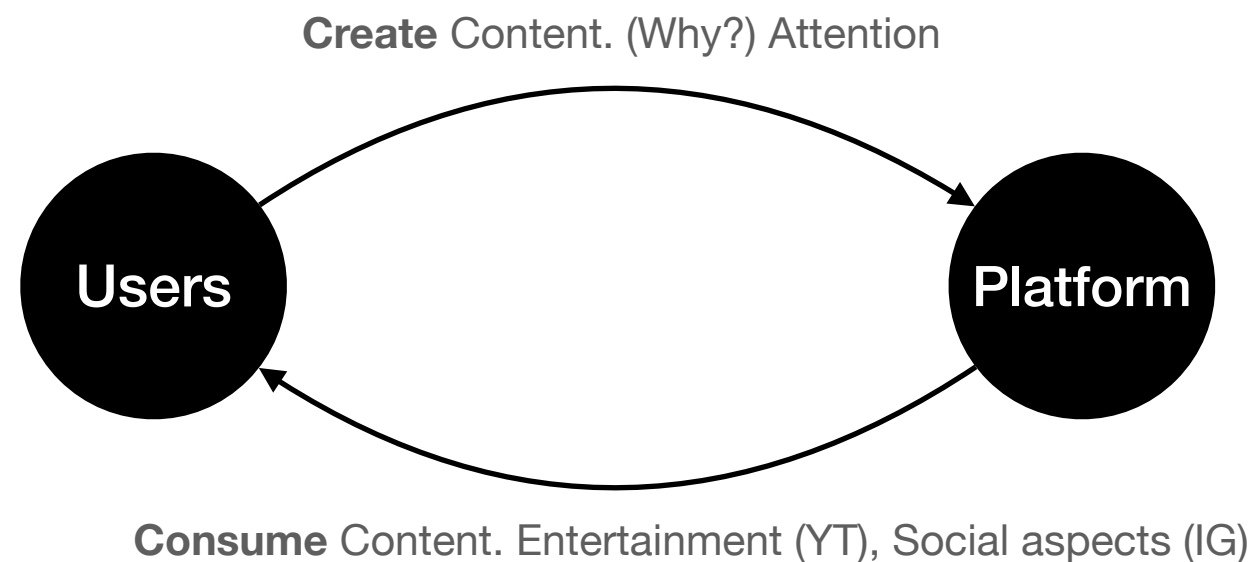 Create Content. (Why?) Attention
Users
Platform
Consume Content. Entertainment (YT), Social aspects (IG)